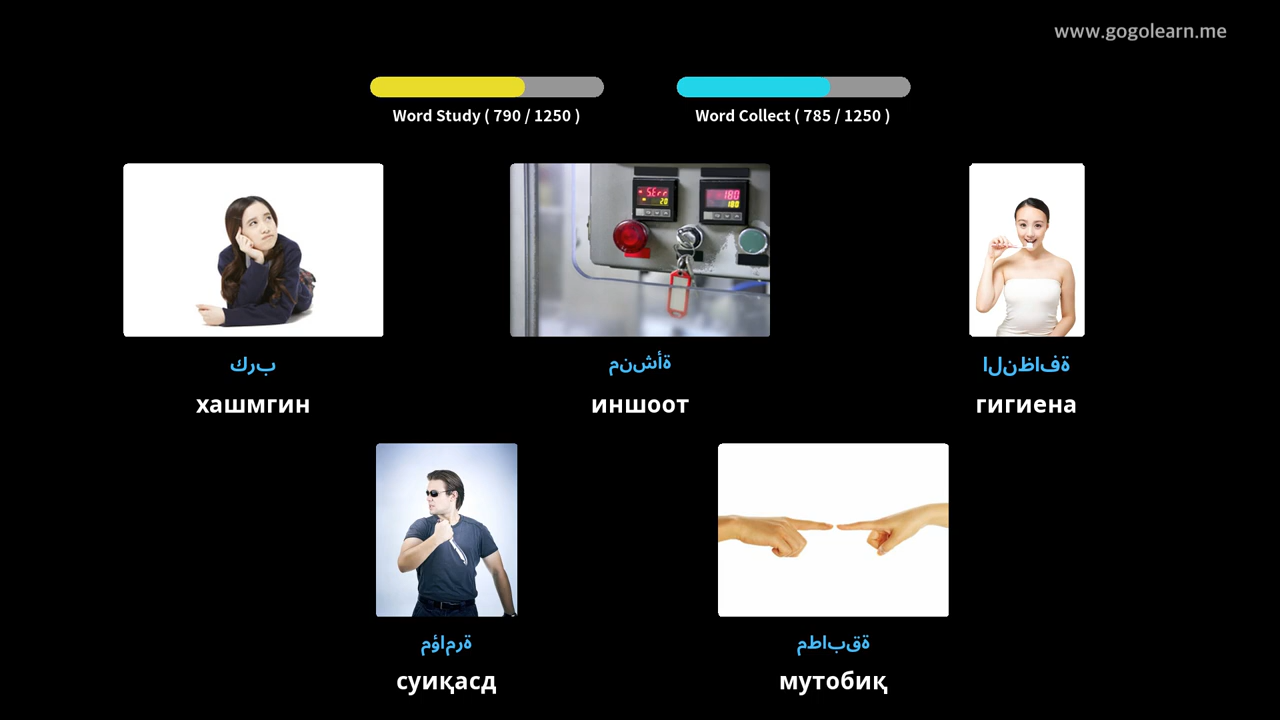 www.gogolearn.me
Word Study ( 790 / 1250 )
Word Collect ( 785 / 1250 )
كرب
хашмгин
منشأة
иншоот
النظافة
гигиена
مؤامرة
суиқасд
مطابقة
мутобиқ